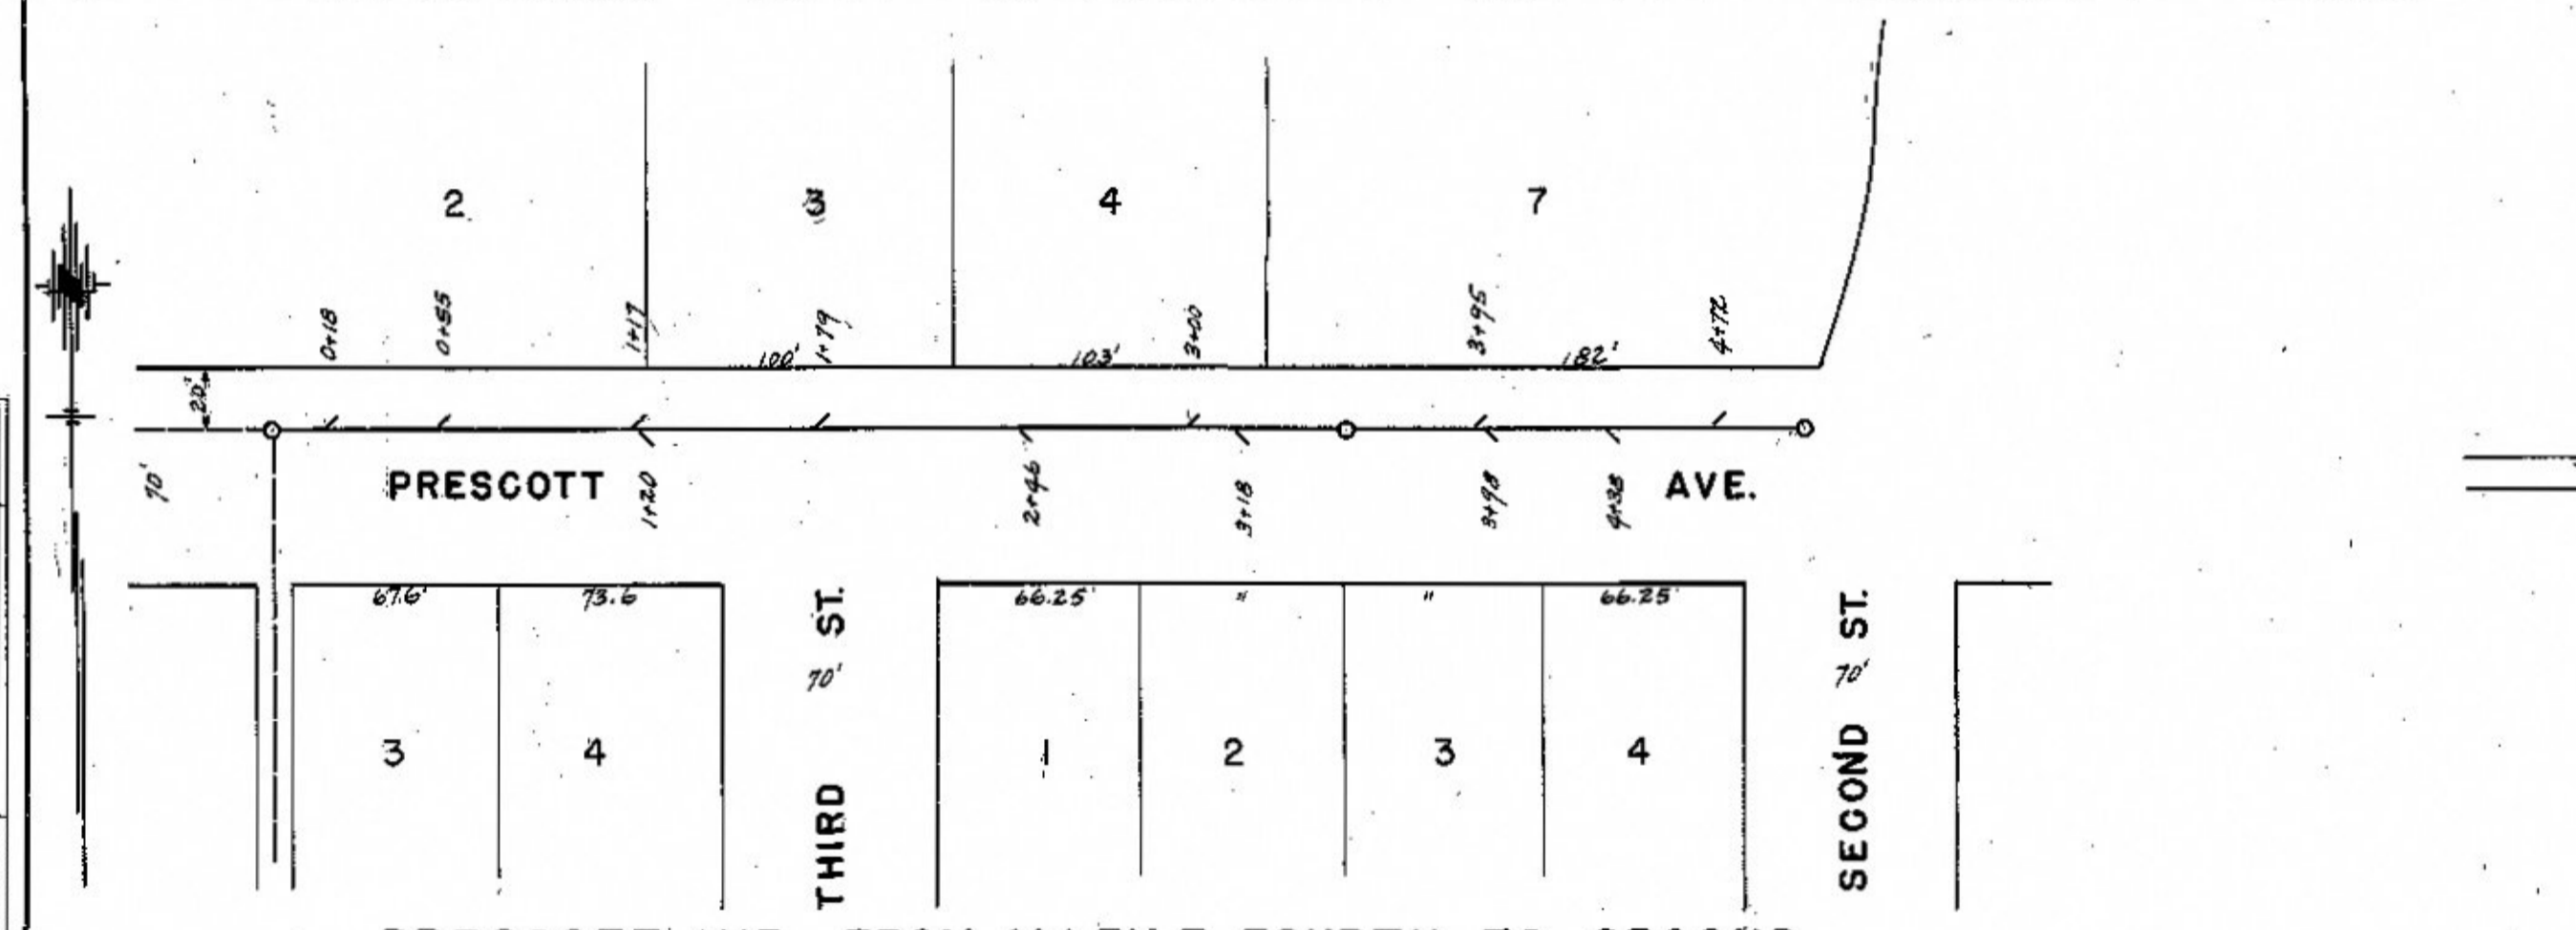 2 3 4 7
0+18 0+55 1+17 1+79 3+00 3+95 4+72
100' 103' 182'
20'
70'
PRESCOTT AVE.
1+20 2+46 3+18 3+98 4+38
67.6' 73.6 66.25' " " 66.25'
THIRD ST.
70'
SECOND ST.
70'
3 4 1 2 3 4